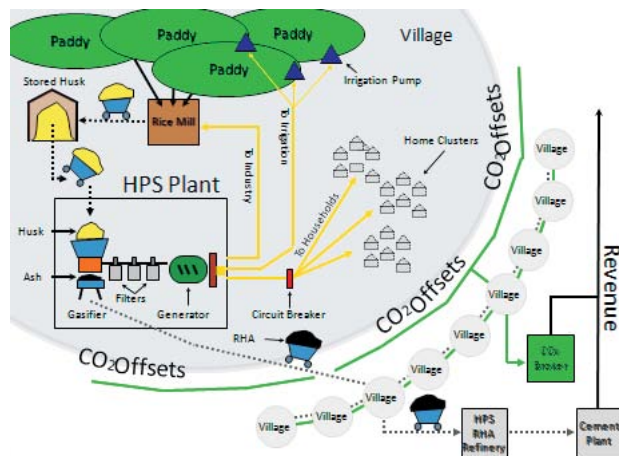 Paddy
Paddy
Paddy
Paddy
Village
Irrigation Pump
Stored Husk
Rice Mill
To Irrigtion
To Industry
Home Clusters
CO₂Offsets
HPS Plant
To Households
Husk
Ash
Filters
Gasifier
Generator
Circuit Breaker
RHA
CO₂Offsets
CO₂Offsets
Village
Village
Village
Village
Village
Village
Village
Village
Village
Revenue
HPS
RHA
Refinery
Cement
Plant